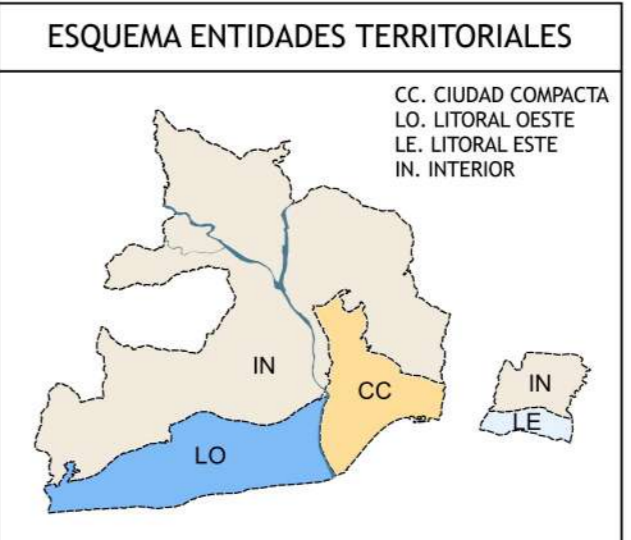 ESQUEMA ENTIDADES TERRITORIALES
CC. CIUDAD COMPACTA
LO. LITORAL OESTE
LE. LITORAL ESTE
IN. INTERIOR
IN
CC
IN
LE
LO